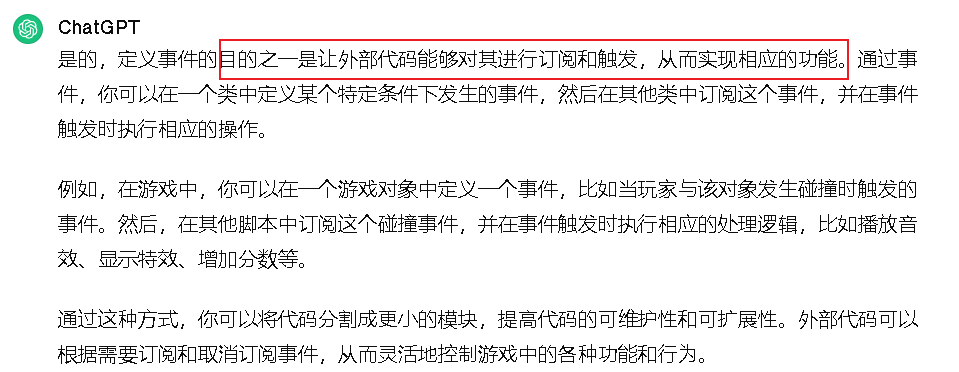 ChatGPT
是的，定义事件的目的之一是让外部代码能够对其进行订阅和触发，从而实现相应的功能。通过事
件，你可以在一个类中定义某个特定条件下发生的事件，然后在其他类中订阅这个事件，并在事件
触发时执行相应的操作。
例如，在游戏中，你可以在一个游戏对象中定义一个事件，比如当玩家与该对象发生碰撞时触发的
事件。然后，在其他脚本中订阅这个碰撞事件，并在事件触发时执行相应的处理逻辑，比如播放音
效、显示特效、增加分数等。
通过这种方式，你可以将代码分割成更小的模块，提高代码的可维护性和可扩展性。外部代码可以
根据需要订阅和取消订阅事件，从而灵活地控制游戏中的各种功能和行为。